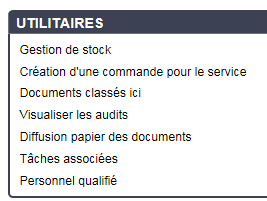 UTILITAIRES
Gestion de stock
Création d'une commande pour le service
Documents classés ici
Visualiser les audits
Diffusion papier des documents
Tâches associées
Personnel qualifié